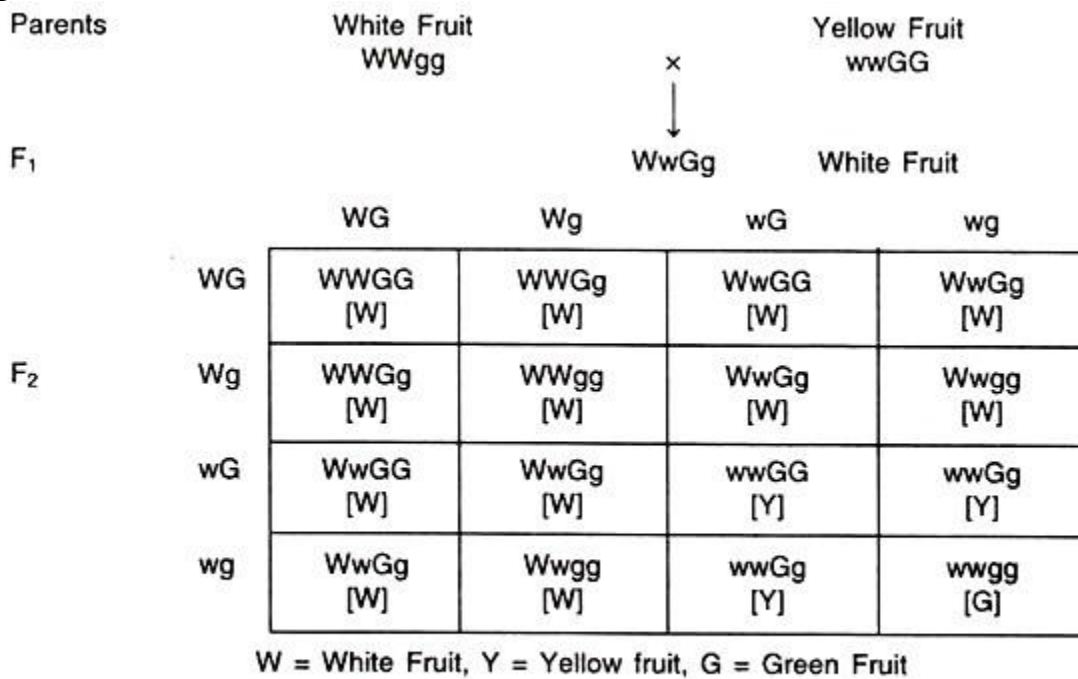 Parents White Fruit Yellow Fruit
WWgg × wwGG
F₁ WwGg White Fruit
WG Wg wG wg
WG WWGG WWGg WwGG WwGg
[W] [W] [W] [W]
F₂ Wg WWGg WWgg WwGg Wwgg
[W] [W] [W] [W]
wG WwGG WwGg wwGG wwGg
[W] [W] [Y] [Y]
wg WwGg Wwgg wwGg wwgg
[W] [W] [Y] [G]
W = White Fruit, Y = Yellow fruit, G = Green Fruit